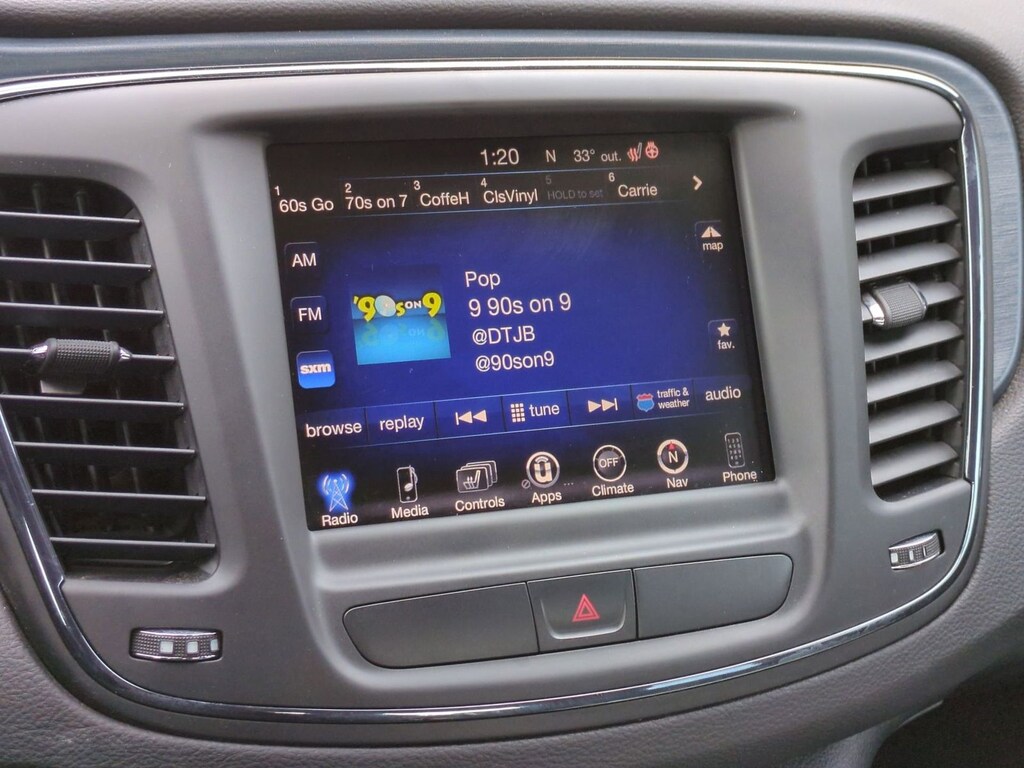 1:20 N 33° out.
1 60s Go 2 70s on 7 3 CoffeH 4 ClsVinyl 5 HOLD to set 6 Carrie
AM
FM
sxm
'90s ON 9
Pop
9 90s on 9
@DTJB
@90son9
map
fav.
browse replay tune traffic & weather audio
Radio Media Controls Apps OFF Climate N Nav Phone